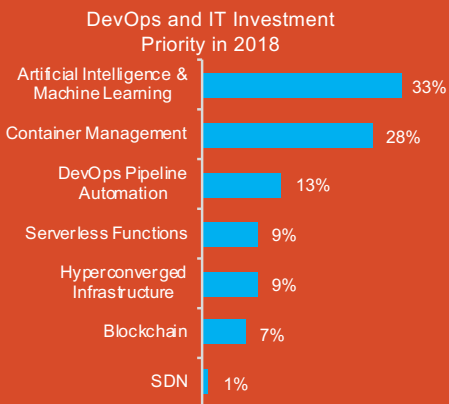 DevOps and IT Investment
Priority in 2018
Artificial Intelligence &
Machine Learning
33%
Container Management
28%
DevOps Pipeline
Automation
13%
Serverless Functions
9%
Hyperconverged
Infrastructure
9%
Blockchain
7%
SDN
1%